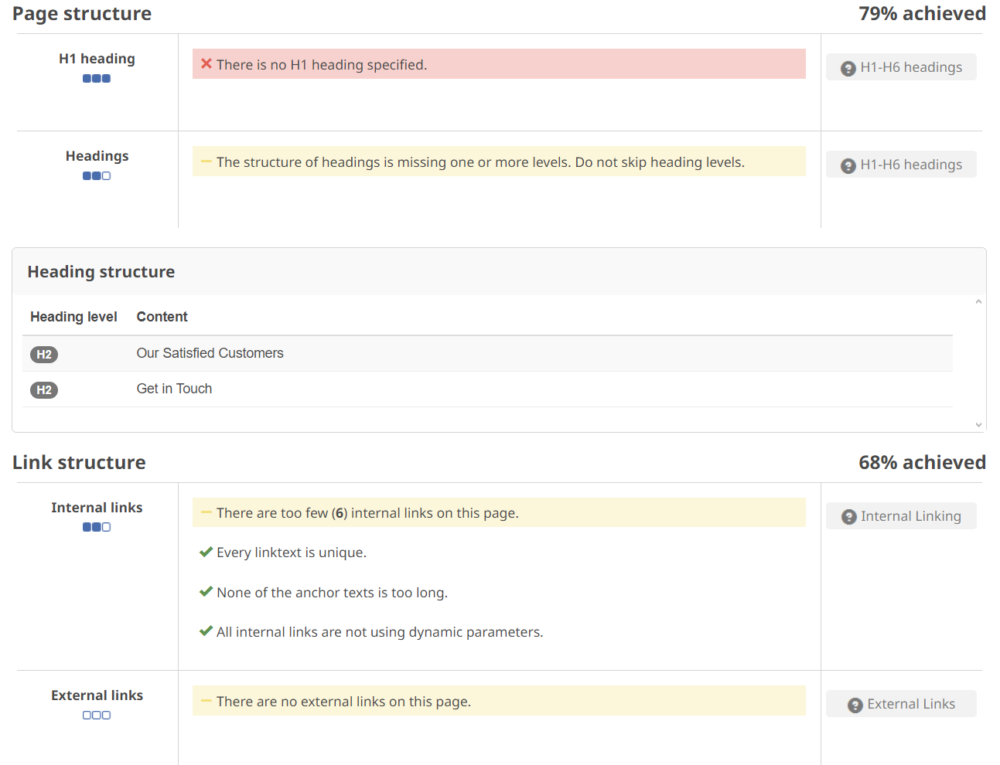 Page structure
79% achieved
H1 heading
There is no H1 heading specified.
H1-H6 headings
Headings
The structure of headings is missing one or more levels. Do not skip heading levels.
H1-H6 headings
Heading structure
Heading level Content
H2 Our Satisfied Customers
H2 Get in Touch
Link structure
68% achieved
Internal links
There are too few (6) internal links on this page.
Internal Linking
Every linktext is unique.
None of the anchor texts is too long.
All internal links are not using dynamic parameters.
External links
There are no external links on this page.
External Links